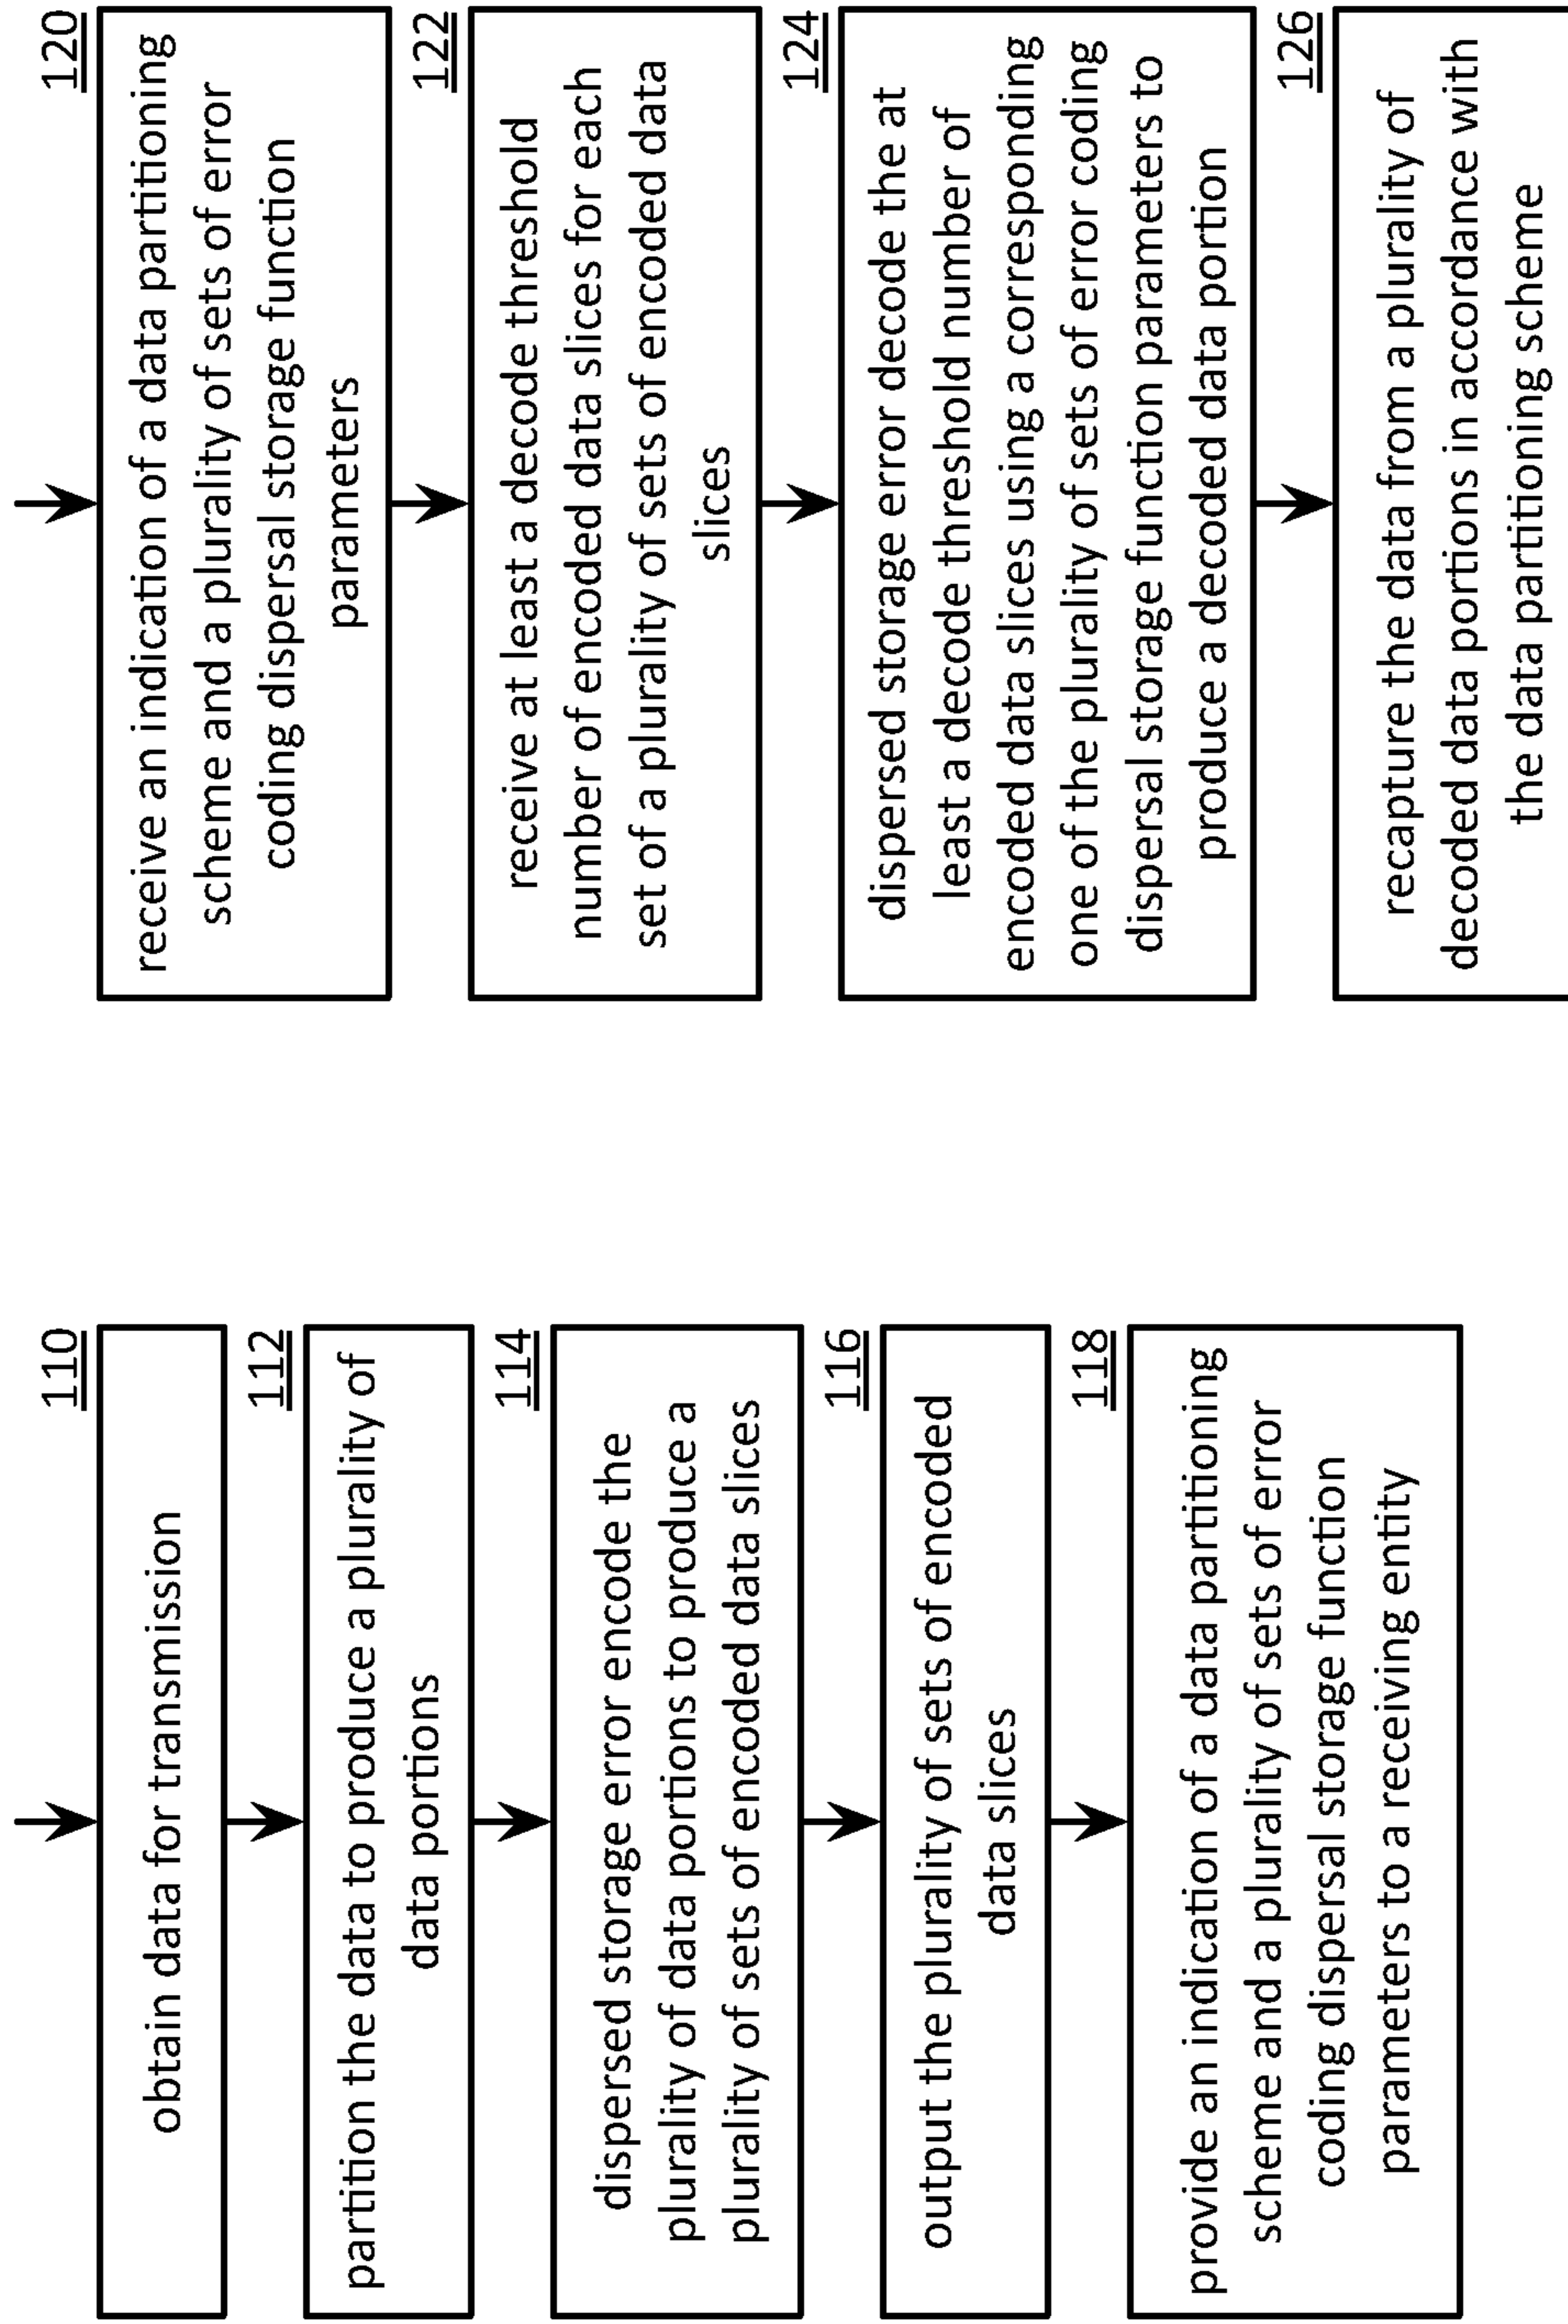 110
obtain data for transmission
112
partition the data to produce a plurality of
data portions
114
dispersed storage error encode the
plurality of data portions to produce a
plurality of sets of encoded data slices
116
output the plurality of sets of encoded
data slices
118
provide an indication of a data partitioning
scheme and a plurality of sets of error
coding dispersal storage function
parameters to a receiving entity
120
receive an indication of a data partitioning
scheme and a plurality of sets of error
coding dispersal storage function
parameters
122
receive at least a decode threshold
number of encoded data slices for each
set of a plurality of sets of encoded data
slices
124
dispersed storage error decode the at
least a decode threshold number of
encoded data slices using a corresponding
one of the plurality of sets of error coding
dispersal storage function parameters to
produce a decoded data portion
126
recapture the data from a plurality of
decoded data portions in accordance with
the data partitioning scheme